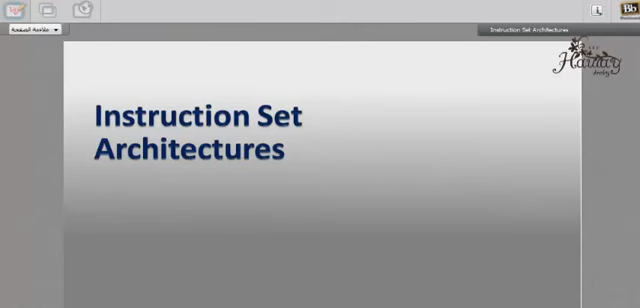 Bb
Instruction Set Architectures
Instruction Set
Architectures